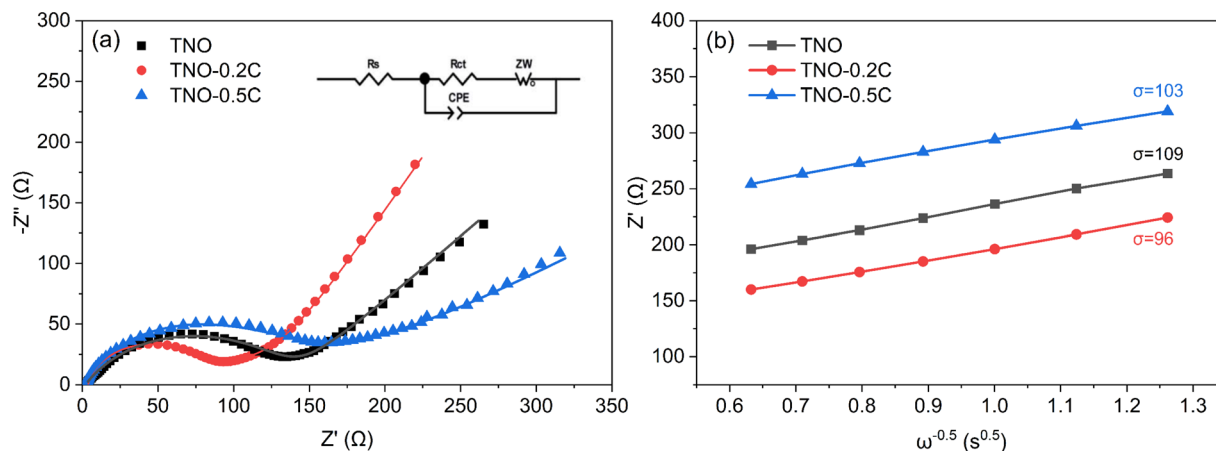 (a)
TNO
TNO-0.2C
TNO-0.5C
Rs
Rct
ZW
o
CPE
300
250
200
150
100
50
0
-Z'' (Ω)
0 50 100 150 200 250 300 350
Z' (Ω)
(b)
TNO
TNO-0.2C
TNO-0.5C
σ=103
σ=109
σ=96
400
350
300
250
200
150
100
Z' (Ω)
0.6 0.7 0.8 0.9 1.0 1.1 1.2 1.3
ω⁻⁰·⁵ (s⁰·⁵)